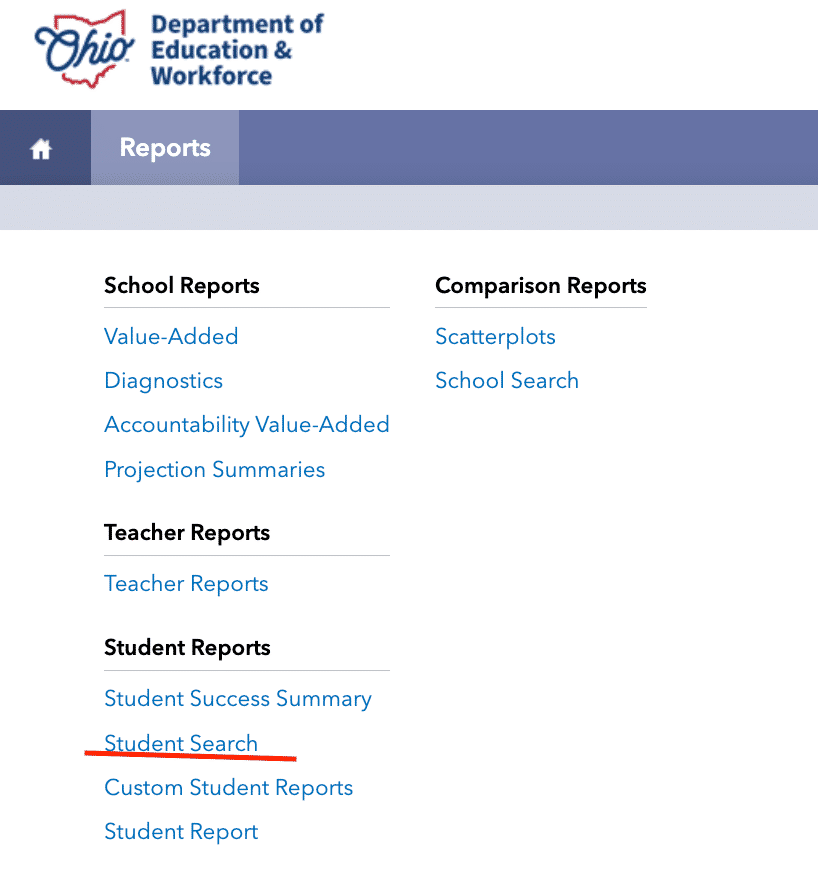 Ohio
Department of
Education &
Workforce
Reports
School Reports
Value-Added
Diagnostics
Accountability Value-Added
Projection Summaries
Teacher Reports
Teacher Reports
Student Reports
Student Success Summary
Student Search
Custom Student Reports
Student Report
Comparison Reports
Scatterplots
School Search